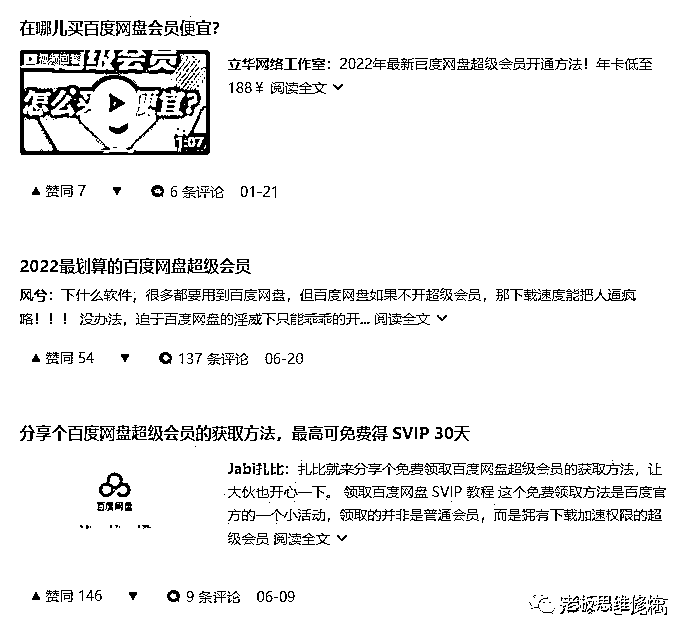 在哪儿买百度网盘会员便宜？
超级会员
怎么买便宜？
1:07
立华网络工作室：2022年最新百度网盘超级会员开通方法！年卡低至
188￥ 阅读全文
赞同 7
6 条评论
01-21
2022最划算的百度网盘超级会员
风兮：下什么软件，很多都要用到百度网盘，但百度网盘如果不开超级会员，那下载速度能把人逼疯
咯！！！ 没办法，迫于百度网盘的淫威下只能乖乖的开... 阅读全文
赞同 54
137 条评论
06-20
分享个百度网盘超级会员的获取方法，最高可免费得 SVIP 30天
百度网盘
Jabi扎比：扎比就来分享个免费领取百度网盘超级会员的获取方法，让
大伙也开心一下。 领取百度网盘 SVIP 教程 这个免费领取方法是百度官
方的一个小活动，领取的并非是普通会员，而是拥有下载加速权限的超
级会员 阅读全文
赞同 146
9 条评论
06-09
老板思维修